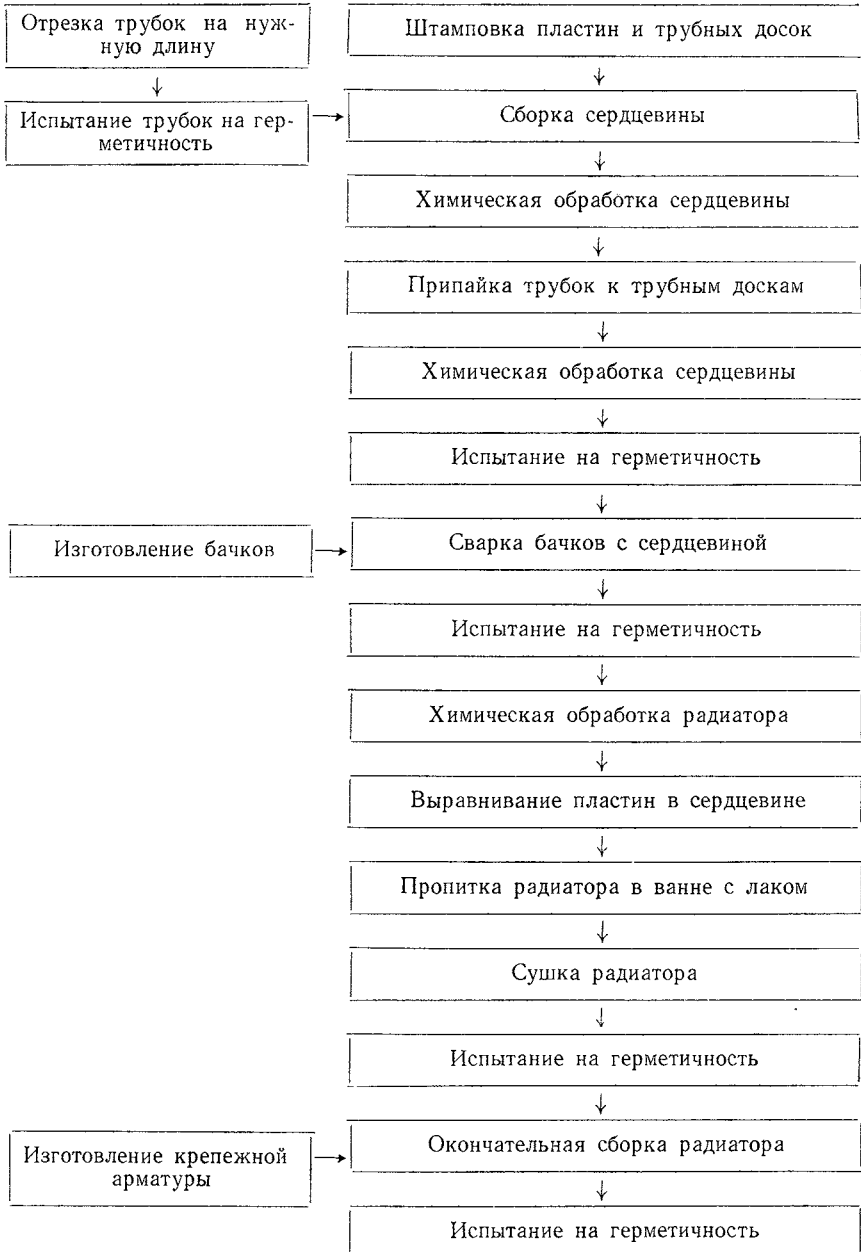 Отрезка трубок на нуж-
ную длину
Штамповка пластин и трубных досок
Испытание трубок на гер-
метичность
Сборка сердцевины
Химическая обработка сердцевины
Припайка трубок к трубным доскам
Химическая обработка сердцевины
Испытание на герметичность
Изготовление бачков
Сварка бачков с сердцевиной
Испытание на герметичность
Химическая обработка радиатора
Выравнивание пластин в сердцевине
Пропитка радиатора в ванне с лаком
Сушка радиатора
Испытание на герметичность
Изготовление крепежной
арматуры
Окончательная сборка радиатора
Испытание на герметичность